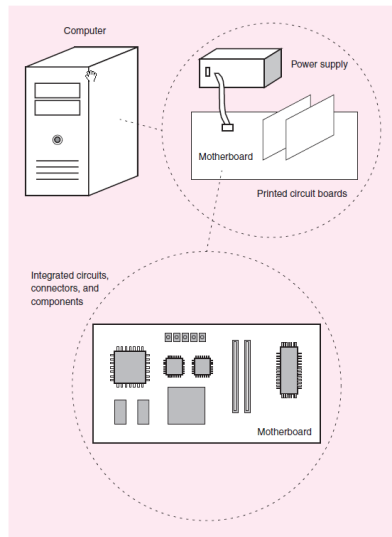 Computer
Power supply
Motherboard
Printed circuit boards
Integrated circuits,
connectors, and
components
Motherboard